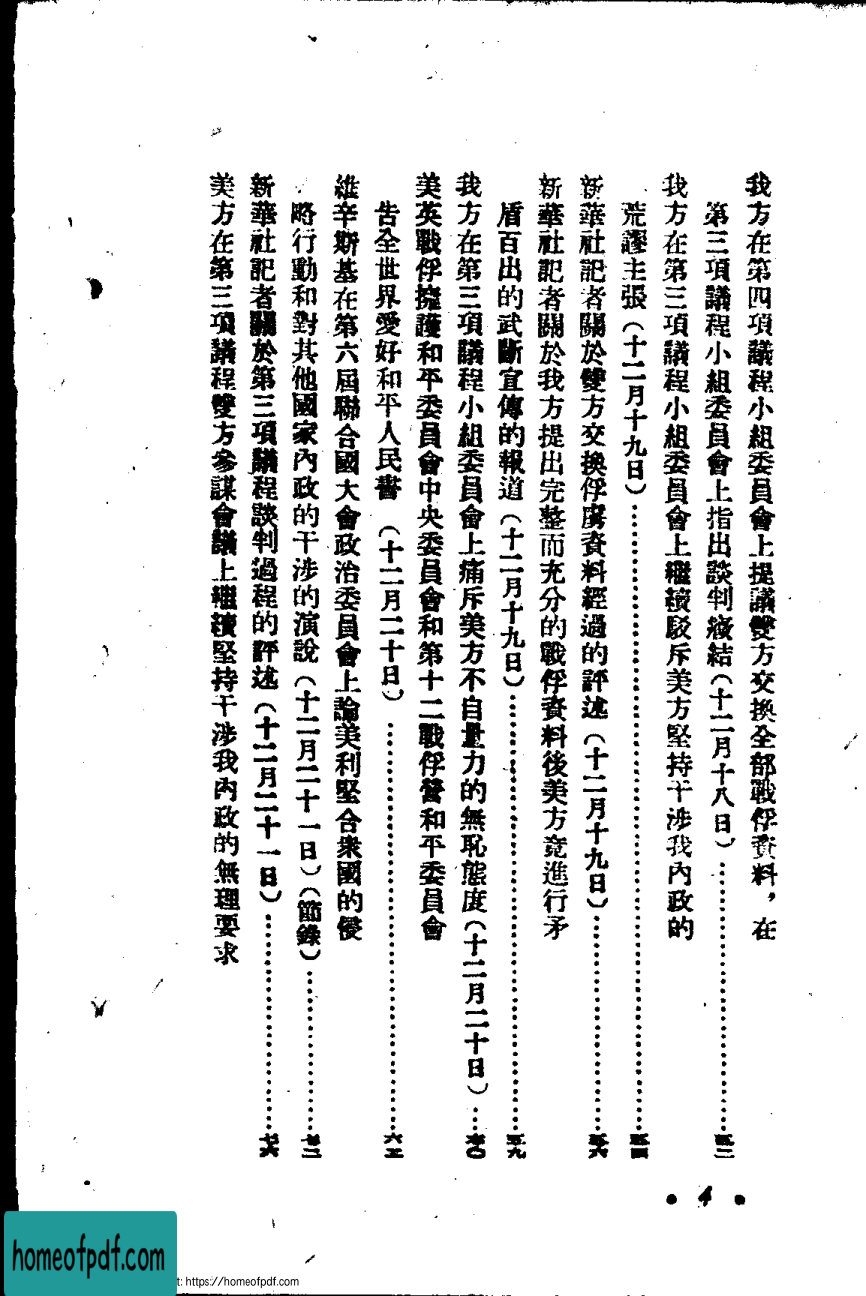 我方在第四項議程小組委員會上提議雙方交換全部戰俘資料，在
第三項議程小組委員會上指出談判癥結（十二月十八日）……五二
我方在第三項議程小組委員會上繼續駁斥美方堅持干涉我內政的
荒謬主張（十二月十九日）……五四
新華社記者關於雙方交換俘虜資料經過的評述（十二月十九日）……五六
新華社記者關於我方提出完整而充分的戰俘資料後美方竟進行矛
盾百出的武斷宣傳的報道（十二月十九日）……五九
我方在第三項議程小組委員會上痛斥美方不自量力的無恥態度（十二月二十日）……六〇
美英戰俘擁護和平委員會中央委員會和第十二戰俘營和平委員會
告全世界愛好和平人民書（十二月二十日）……六五
維辛斯基在第六屆聯合國大會政治委員會上論美利堅合衆國的侵
略行動和對其他國家內政的干涉的演說（十二月二十一日）（節錄）……七二
新華社記者關於第三項議程談判過程的評述（十二月二十一日）……七六
美方在第三項議程雙方參謀會議上繼續堅持干涉我內政的無理要求
• 4 •
homeofpdf.com
t: https://homeofpdf.com